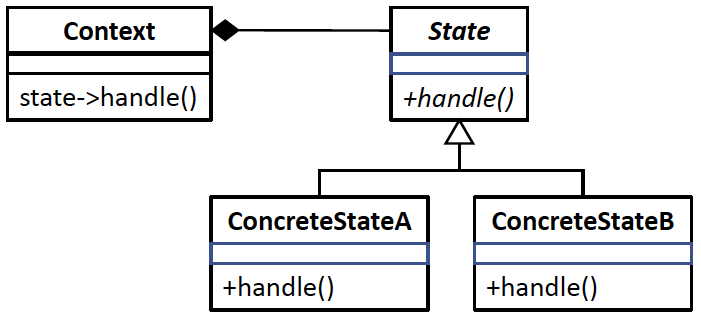 Context
State
state->handle()
+handle()
ConcreteStateA
ConcreteStateB
+handle()
+handle()